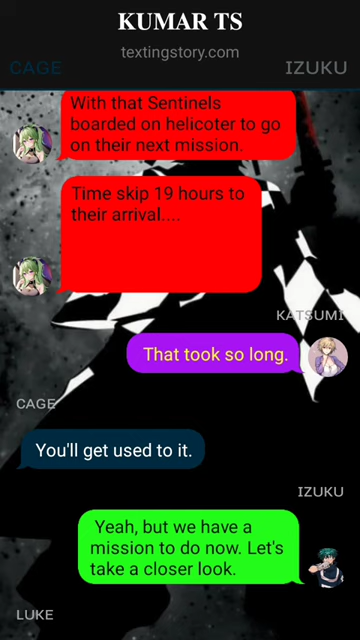 KUMAR TS
textingstory.com
CAGE
IZUKU
With that Sentinels
boarded on helicoter to go
on their next mission.
Time skip 19 hours to
their arrival....
KATSUMI
That took so long.
CAGE
You'll get used to it.
IZUKU
Yeah, but we have a
mission to do now. Let's
take a closer look.
LUKE